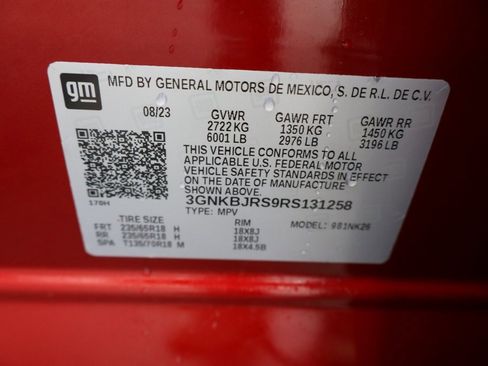 gm
MFD BY GENERAL MOTORS DE MEXICO, S. DE R.L. DE C.V.
08/23 GVWR GAWR FRT GAWR RR
2722 KG 1350 KG 1450 KG
6001 LB 2976 LB 3196 LB
THIS VEHICLE CONFORMS TO ALL
APPLICABLE U.S. FEDERAL MOTOR
VEHICLE SAFETY STANDARDS IN EFFECT
ON THE DATE OF MANUFACTURE
SHOWN ABOVE.
178H 3GNKBJRS9RS131258
TYPE: MPV MODEL: 981NK26
TIRE SIZE RIM
FRT 235/65R18 H 18X8J
RR 235/65R18 H 18X8J
SPA T135/70R18 M 18X4.5B